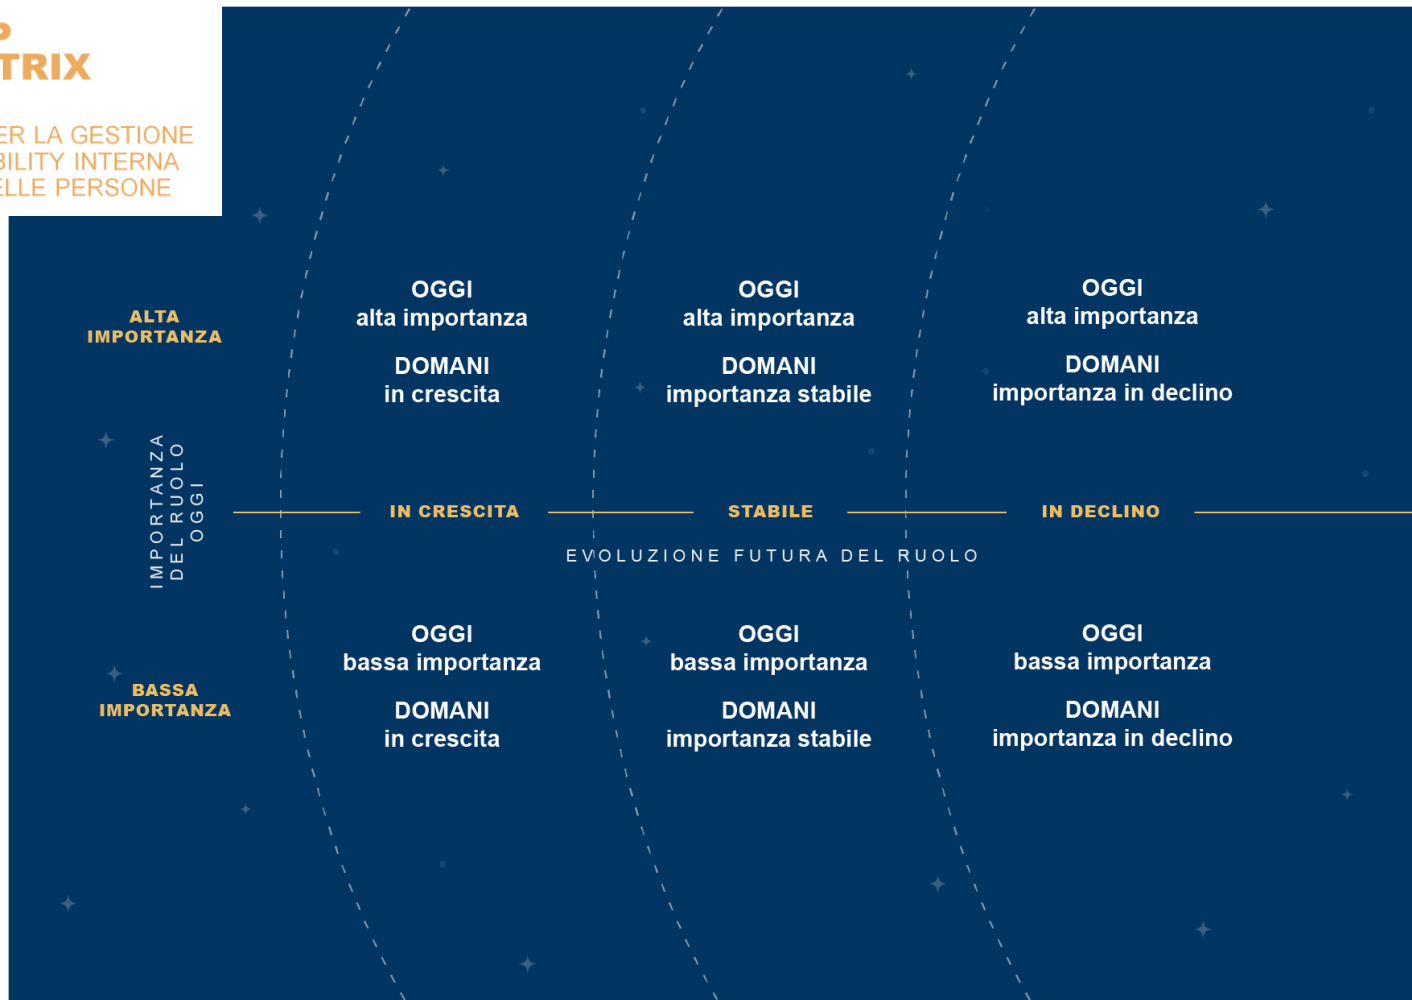 P
TRIX
ER LA GESTIONE
BILITY INTERNA
ELLE PERSONE
ALTA
IMPORTANZA
OGGI
alta importanza
DOMANI
in crescita
OGGI
alta importanza
DOMANI
importanza stabile
OGGI
alta importanza
DOMANI
importanza in declino
IMPORTANZA
DEL RUOLO
OGGI
IN CRESCITA
STABILE
IN DECLINO
EVOLUZIONE FUTURA DEL RUOLO
BASSA
IMPORTANZA
OGGI
bassa importanza
DOMANI
in crescita
OGGI
bassa importanza
DOMANI
importanza stabile
OGGI
bassa importanza
DOMANI
importanza in declino